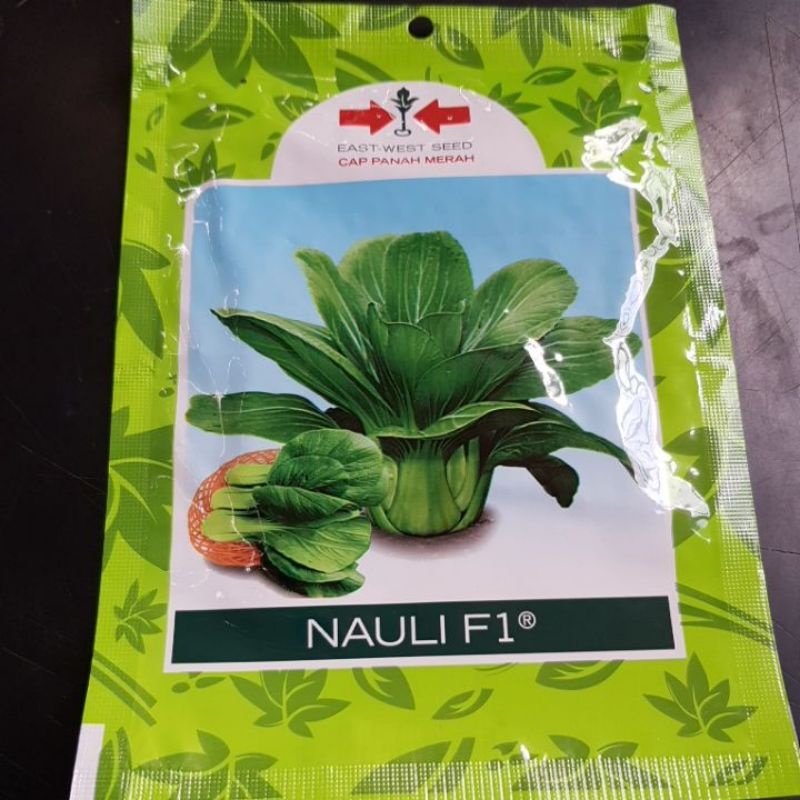 EAST-WEST SEED
CAP PANAH MERAH
NAULI F1®